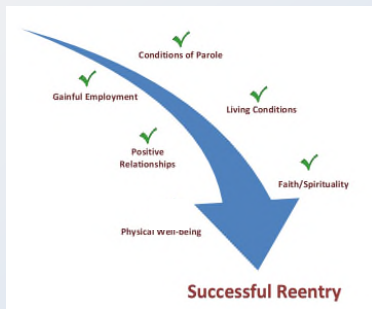 Conditions of Parole
Gainful Employment
Living Conditions
Positive
Relationships
Faith/Spirituality
Physical Well-being
Successful Reentry